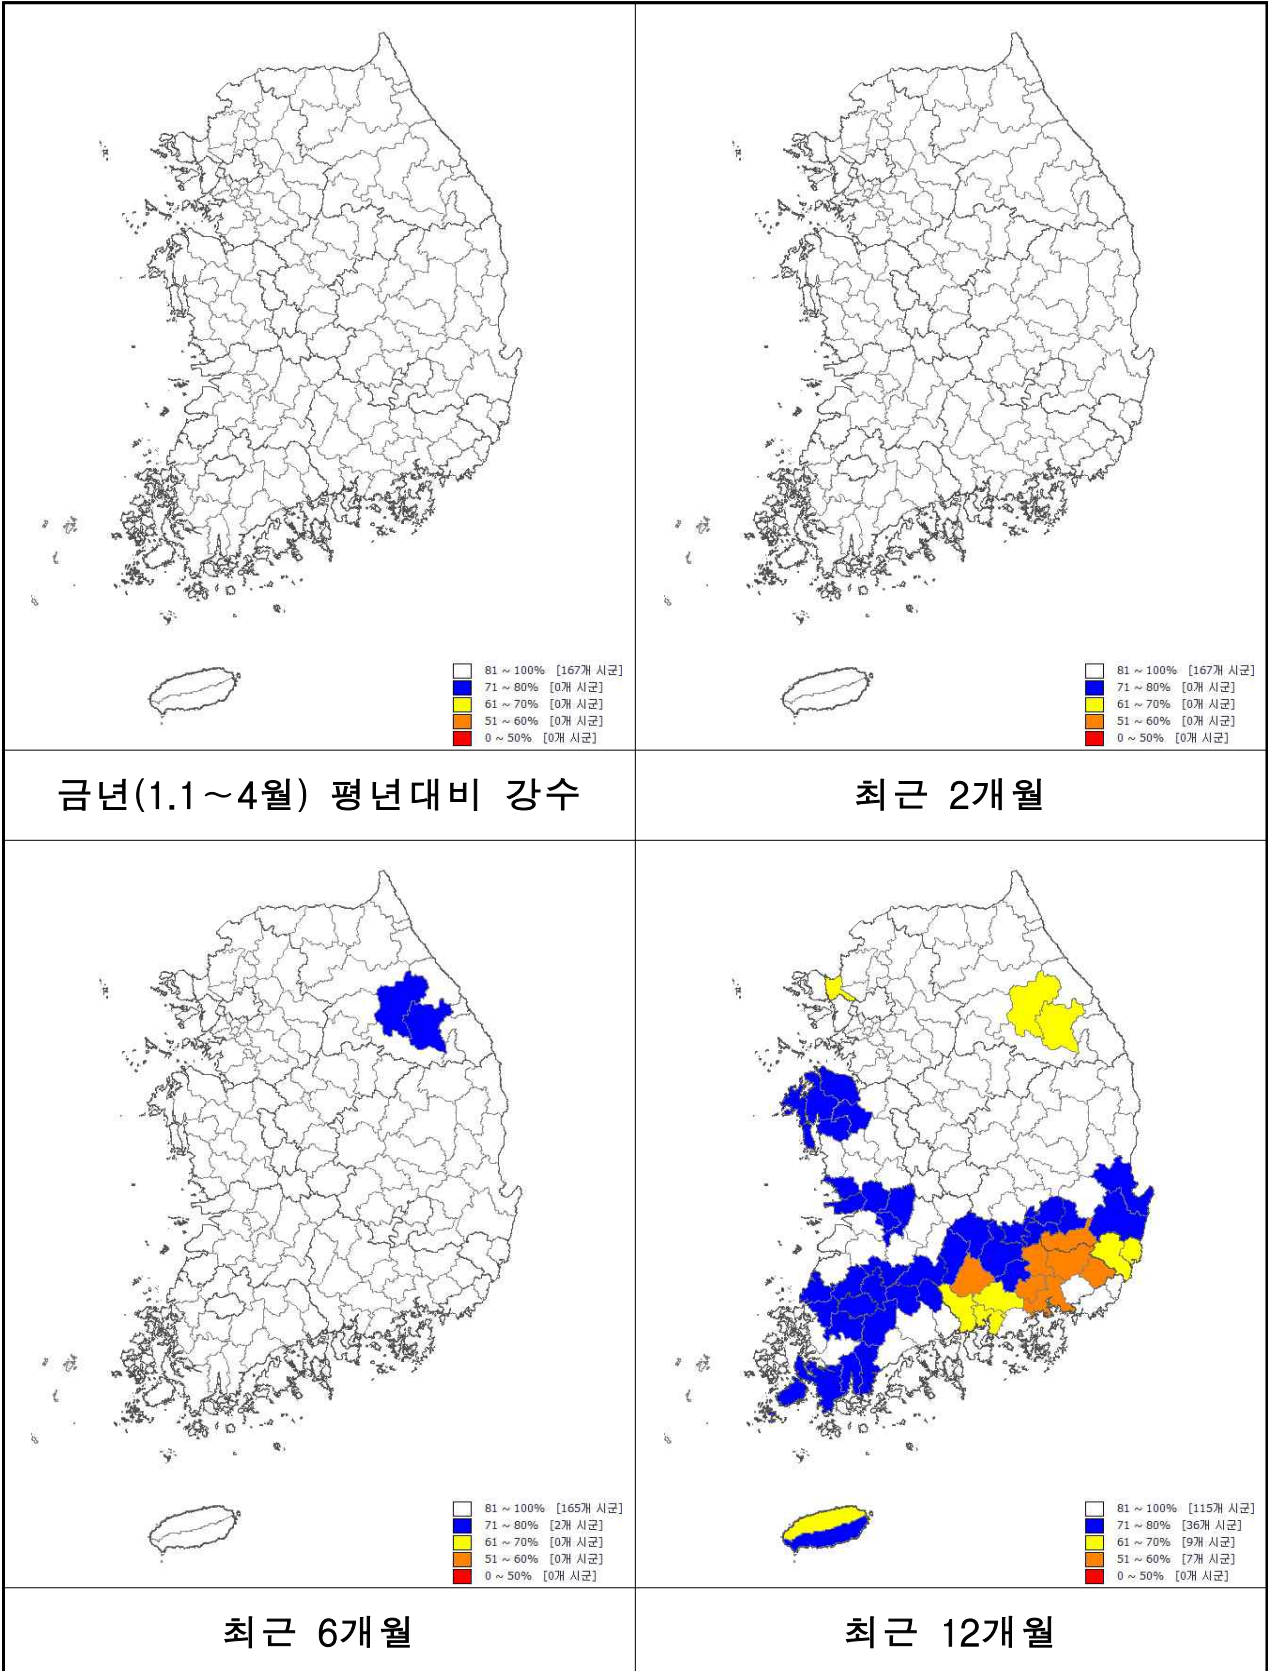 81 ~ 100% [167개 시군]
71 ~ 80% [0개 시군]
61 ~ 70% [0개 시군]
51 ~ 60% [0개 시군]
0 ~ 50% [0개 시군]
금년(1.1～4월) 평년대비 강수
81 ~ 100% [167개 시군]
71 ~ 80% [0개 시군]
61 ~ 70% [0개 시군]
51 ~ 60% [0개 시군]
0 ~ 50% [0개 시군]
최근 2개월
81 ~ 100% [165개 시군]
71 ~ 80% [2개 시군]
61 ~ 70% [0개 시군]
51 ~ 60% [0개 시군]
0 ~ 50% [0개 시군]
최근 6개월
81 ~ 100% [115개 시군]
71 ~ 80% [36개 시군]
61 ~ 70% [9개 시군]
51 ~ 60% [7개 시군]
0 ~ 50% [0개 시군]
최근 12개월